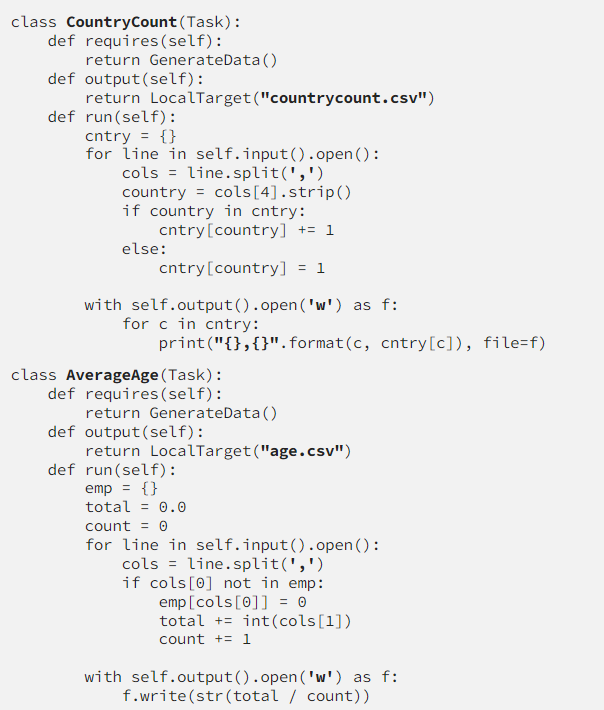 class CountryCount(Task):
    def requires(self):
        return GenerateData()
    def output(self):
        return LocalTarget("countrycount.csv")
    def run(self):
        cntry = {}
        for line in self.input().open():
            cols = line.split(',')
            country = cols[4].strip()
            if country in cntry:
                cntry[country] += 1
            else:
                cntry[country] = 1

        with self.output().open('w') as f:
            for c in cntry:
                print("{},{}".format(c, cntry[c]), file=f)
class AverageAge(Task):
    def requires(self):
        return GenerateData()
    def output(self):
        return LocalTarget("age.csv")
    def run(self):
        emp = {}
        total = 0.0
        count = 0
        for line in self.input().open():
            cols = line.split(',')
            if cols[0] not in emp:
                emp[cols[0]] = 0
                total += int(cols[1])
                count += 1

        with self.output().open('w') as f:
            f.write(str(total / count))